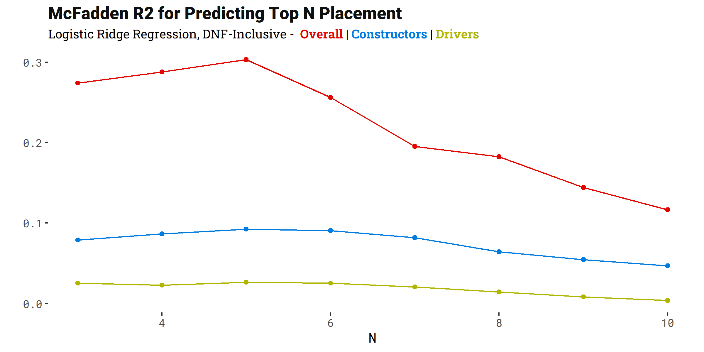 McFadden R2 for Predicting Top N Placement
Logistic Ridge Regression, DNF-Inclusive - Overall | Constructors | Drivers
0.3
0.2
0.1
0.0
4
6
8
10
N